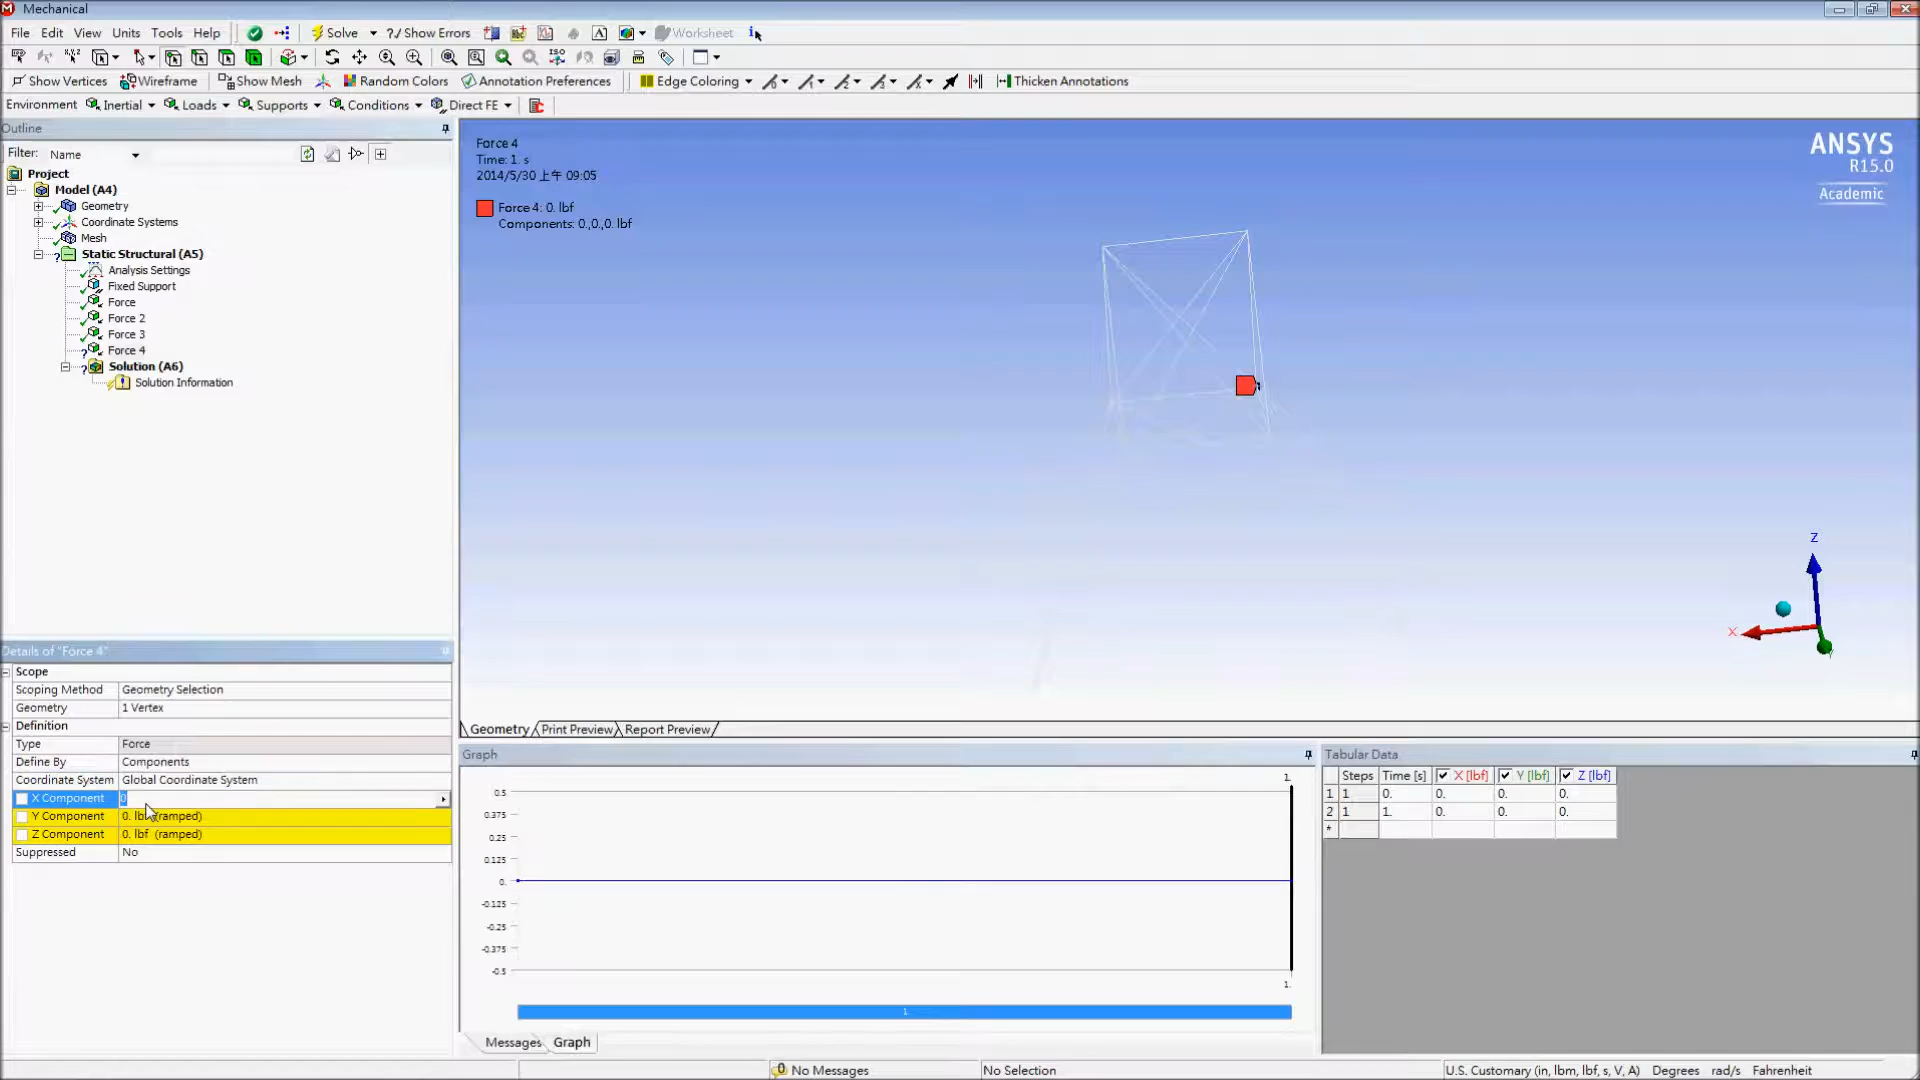 Mechanical
File Edit View Units Tools Help Solve ?/ Show Errors Worksheet
Show Vertices Wireframe Show Mesh Random Colors Annotation Preferences Edge Coloring Thicken Annotations
Environment Inertial Loads Supports Conditions Direct FE
Outline
Filter: Name
Project
Model (A4)
Geometry
Coordinate Systems
Mesh
Static Structural (A5)
Analysis Settings
Fixed Support
Force
Force 2
Force 3
Force 4
Solution (A6)
Solution Information
Force 4
Time: 1. s
2014/5/30 上午 09:05
Force 4: 0. lbf
Components: 0.,0.,0. lbf
ANSYS
R15.0
Academic
Z
X
Details of "Force 4"
Scope
Scoping Method Geometry Selection
Geometry 1 Vertex
Definition
Type Force
Define By Components
Coordinate System Global Coordinate System
X Component 0
Y Component 0. lbf (ramped)
Z Component 0. lbf (ramped)
Suppressed No
Geometry Print Preview Report Preview
Graph
1.
0.5
0.375
0.25
0.125
0.
-0.125
-0.25
-0.375
-0.5
1.
1
Messages Graph
Tabular Data
Steps Time [s] X [lbf] Y [lbf] Z [lbf]
1 1 0. 0. 0. 0.
2 1 1. 0. 0. 0.
*
0 No Messages No Selection U.S. Customary (in, lbm, lbf, s, V, A) Degrees rad/s Fahrenheit